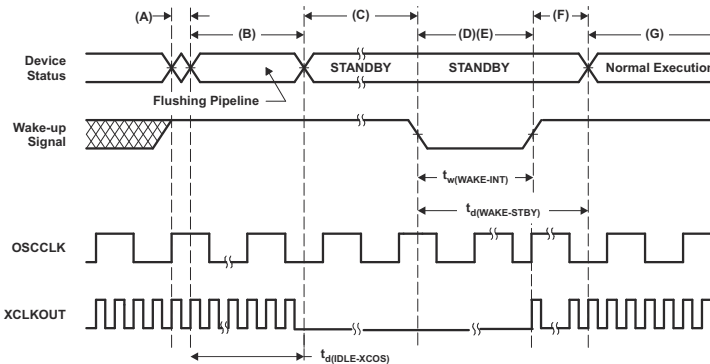 (A)
(B)
(C)
(D)(E)
(F)
(G)
Device
Status
STANDBY
STANDBY
Normal Execution
Flushing Pipeline
Wake-up
Signal
tw(WAKE-INT)
td(WAKE-STBY)
OSCCLK
XCLKOUT
td(IDLE-XCOS)